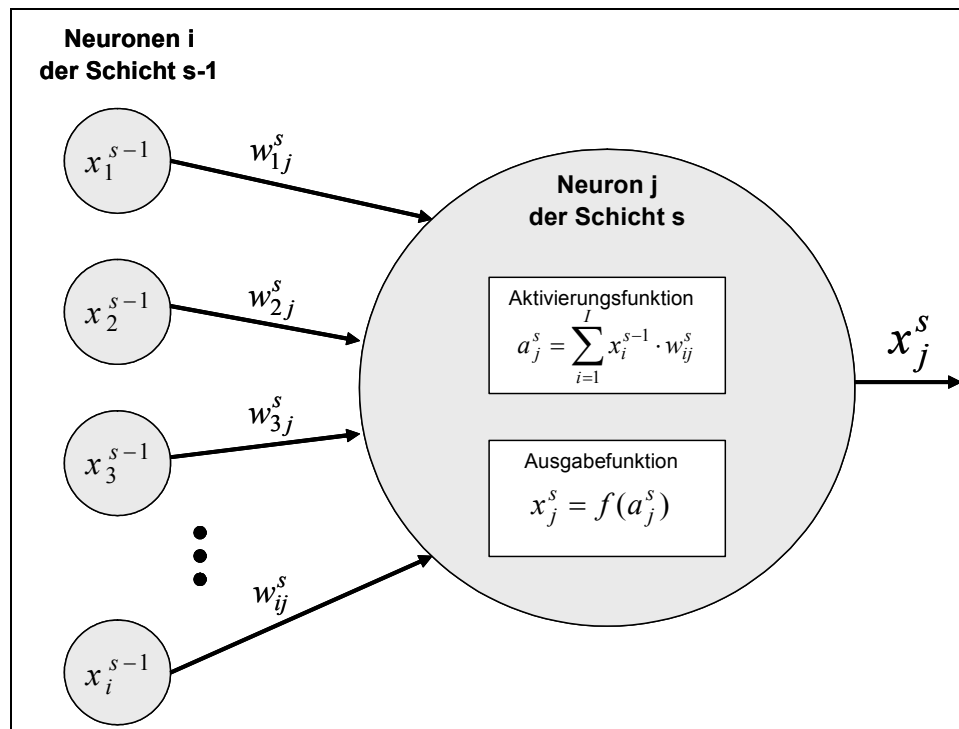 Neuronen i
der Schicht s-1
x_1^{s-1}
w_{1j}^s
x_2^{s-1}
w_{2j}^s
x_3^{s-1}
w_{3j}^s
x_i^{s-1}
w_{ij}^s
Neuron j
der Schicht s
Aktivierungsfunktion
a_j^s = \sum_{i=1}^{I} x_i^{s-1} \cdot w_{ij}^s
Ausgabefunktion
x_j^s = f(a_j^s)
x_j^s